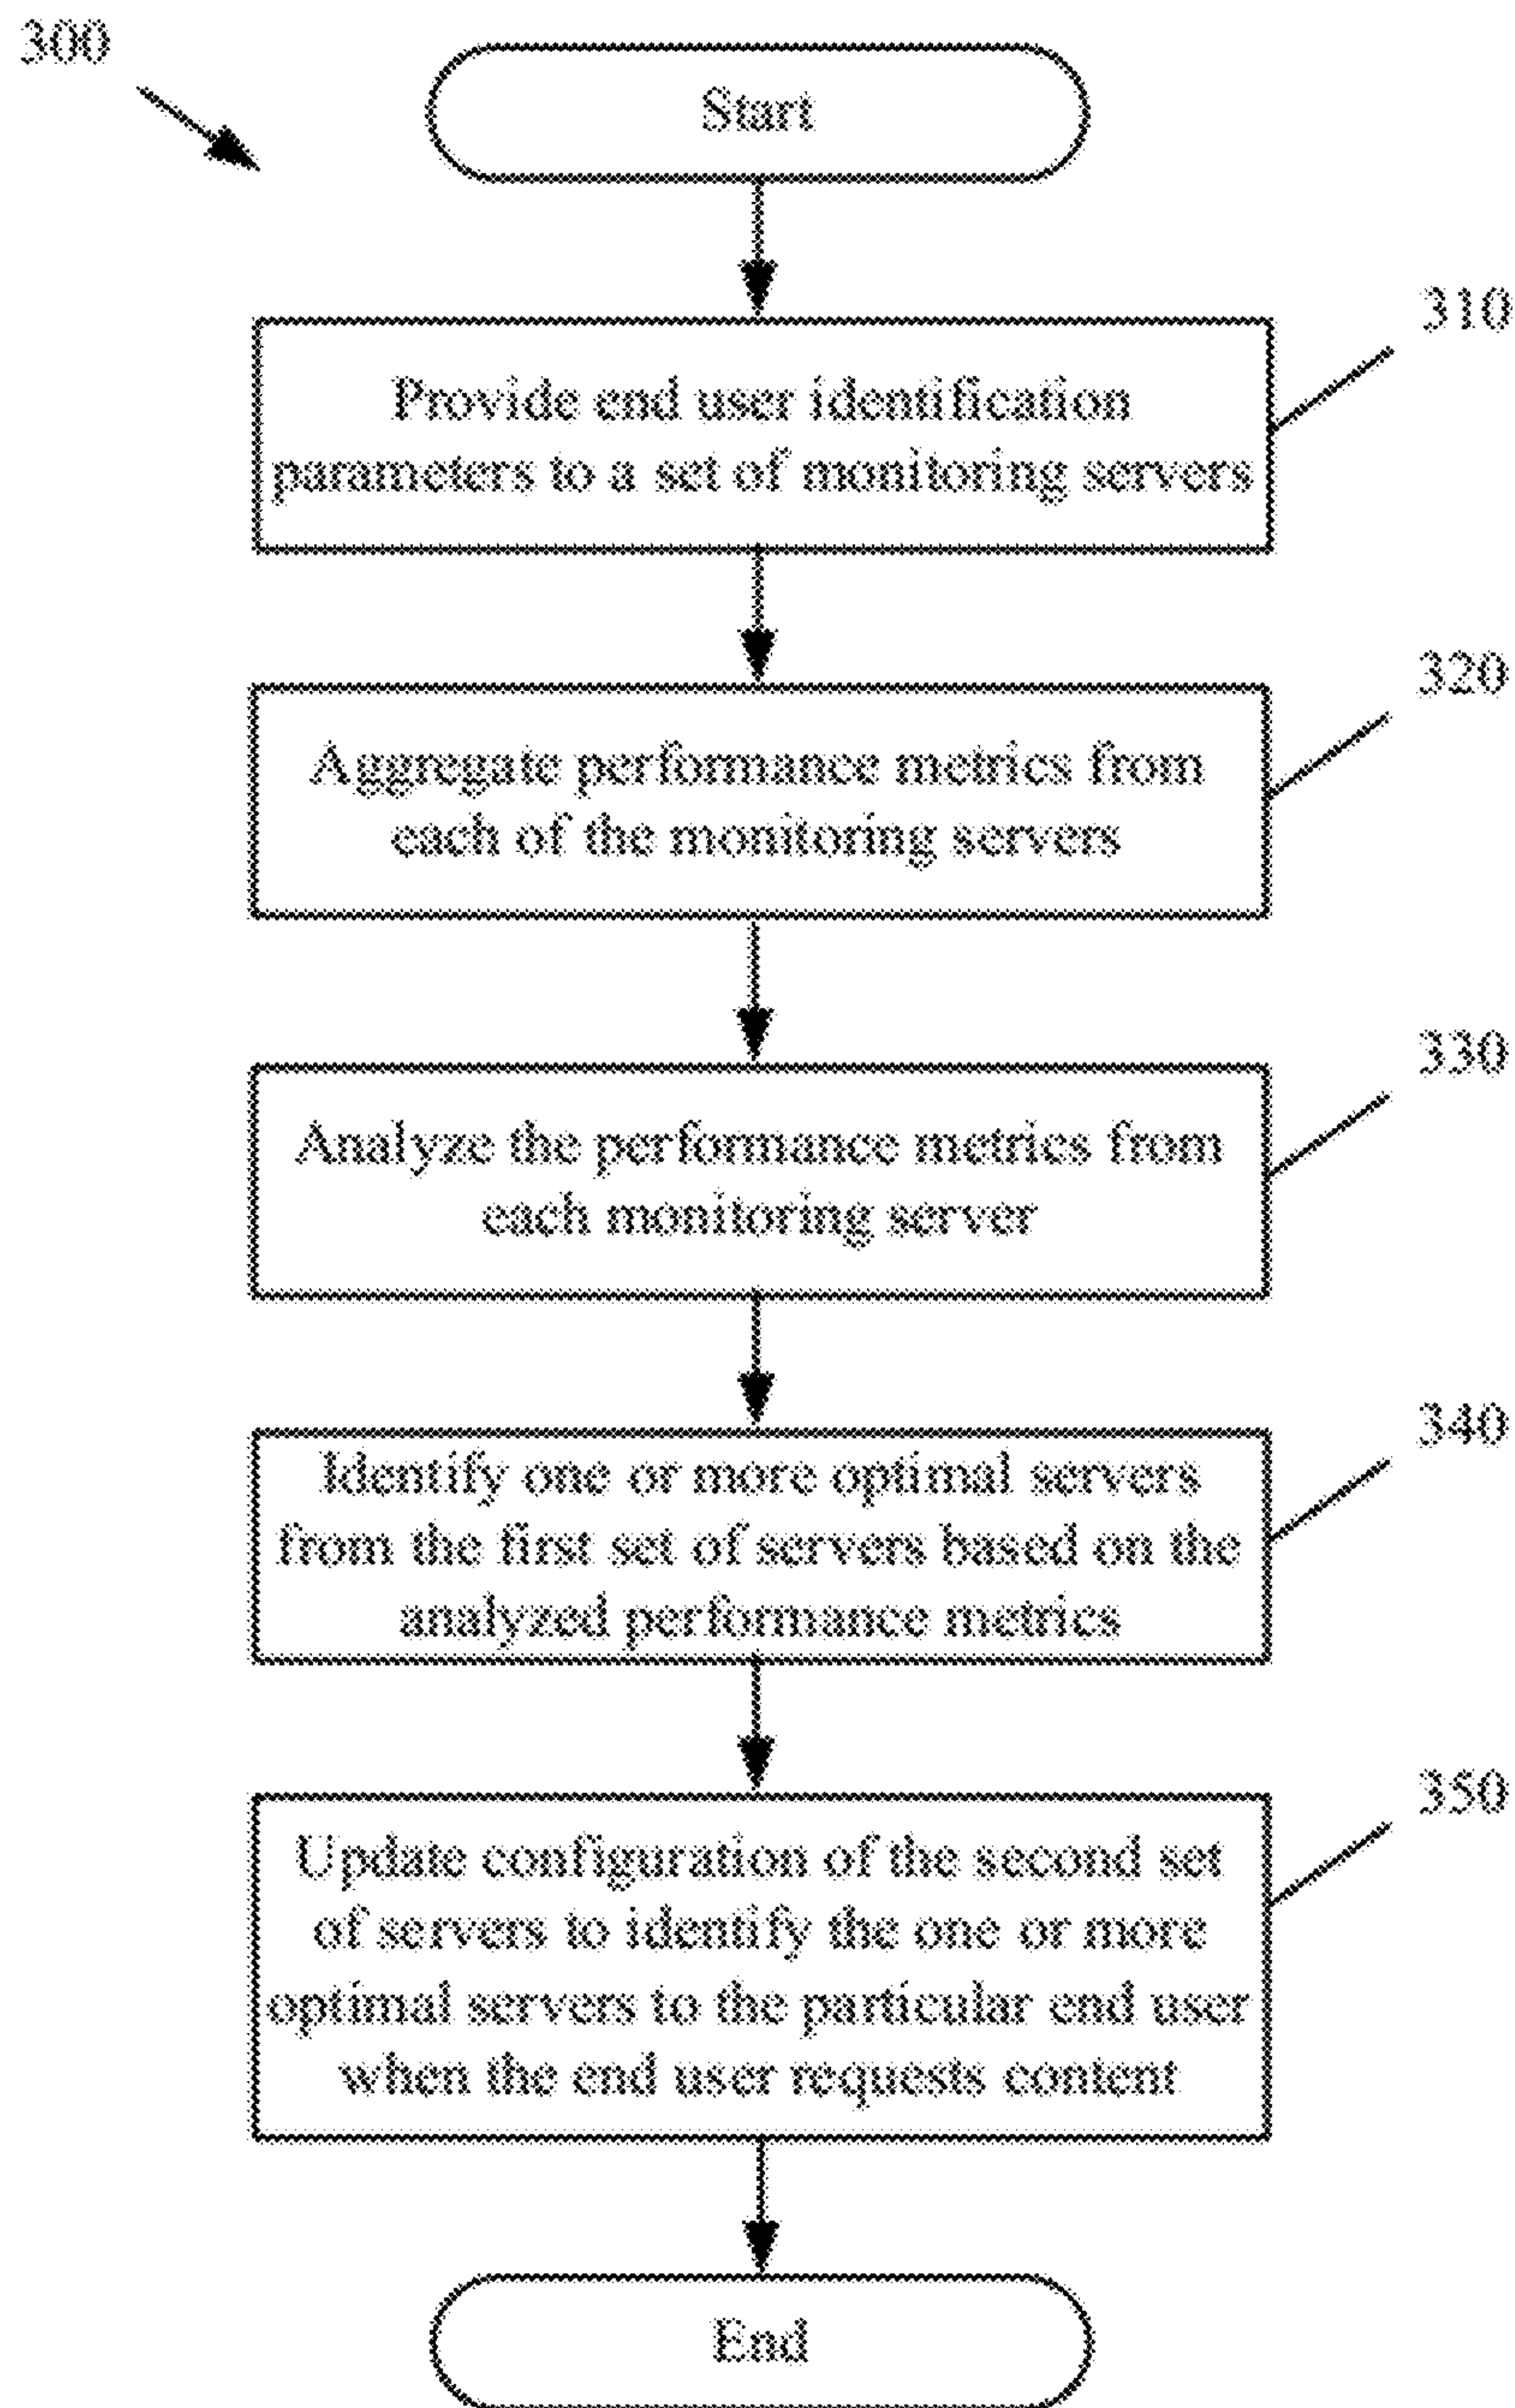 300
Start
310
Provide end user identification
parameters to a set of monitoring servers
320
Aggregate performance metrics from
each of the monitoring servers
330
Analyze the performance metrics from
each monitoring server
340
Identify one or more optimal servers
from the first set of servers based on the
analyzed performance metrics
350
Update configuration of the second set
of servers to identify the one or more
optimal servers to the particular end user
when the end user requests content
End